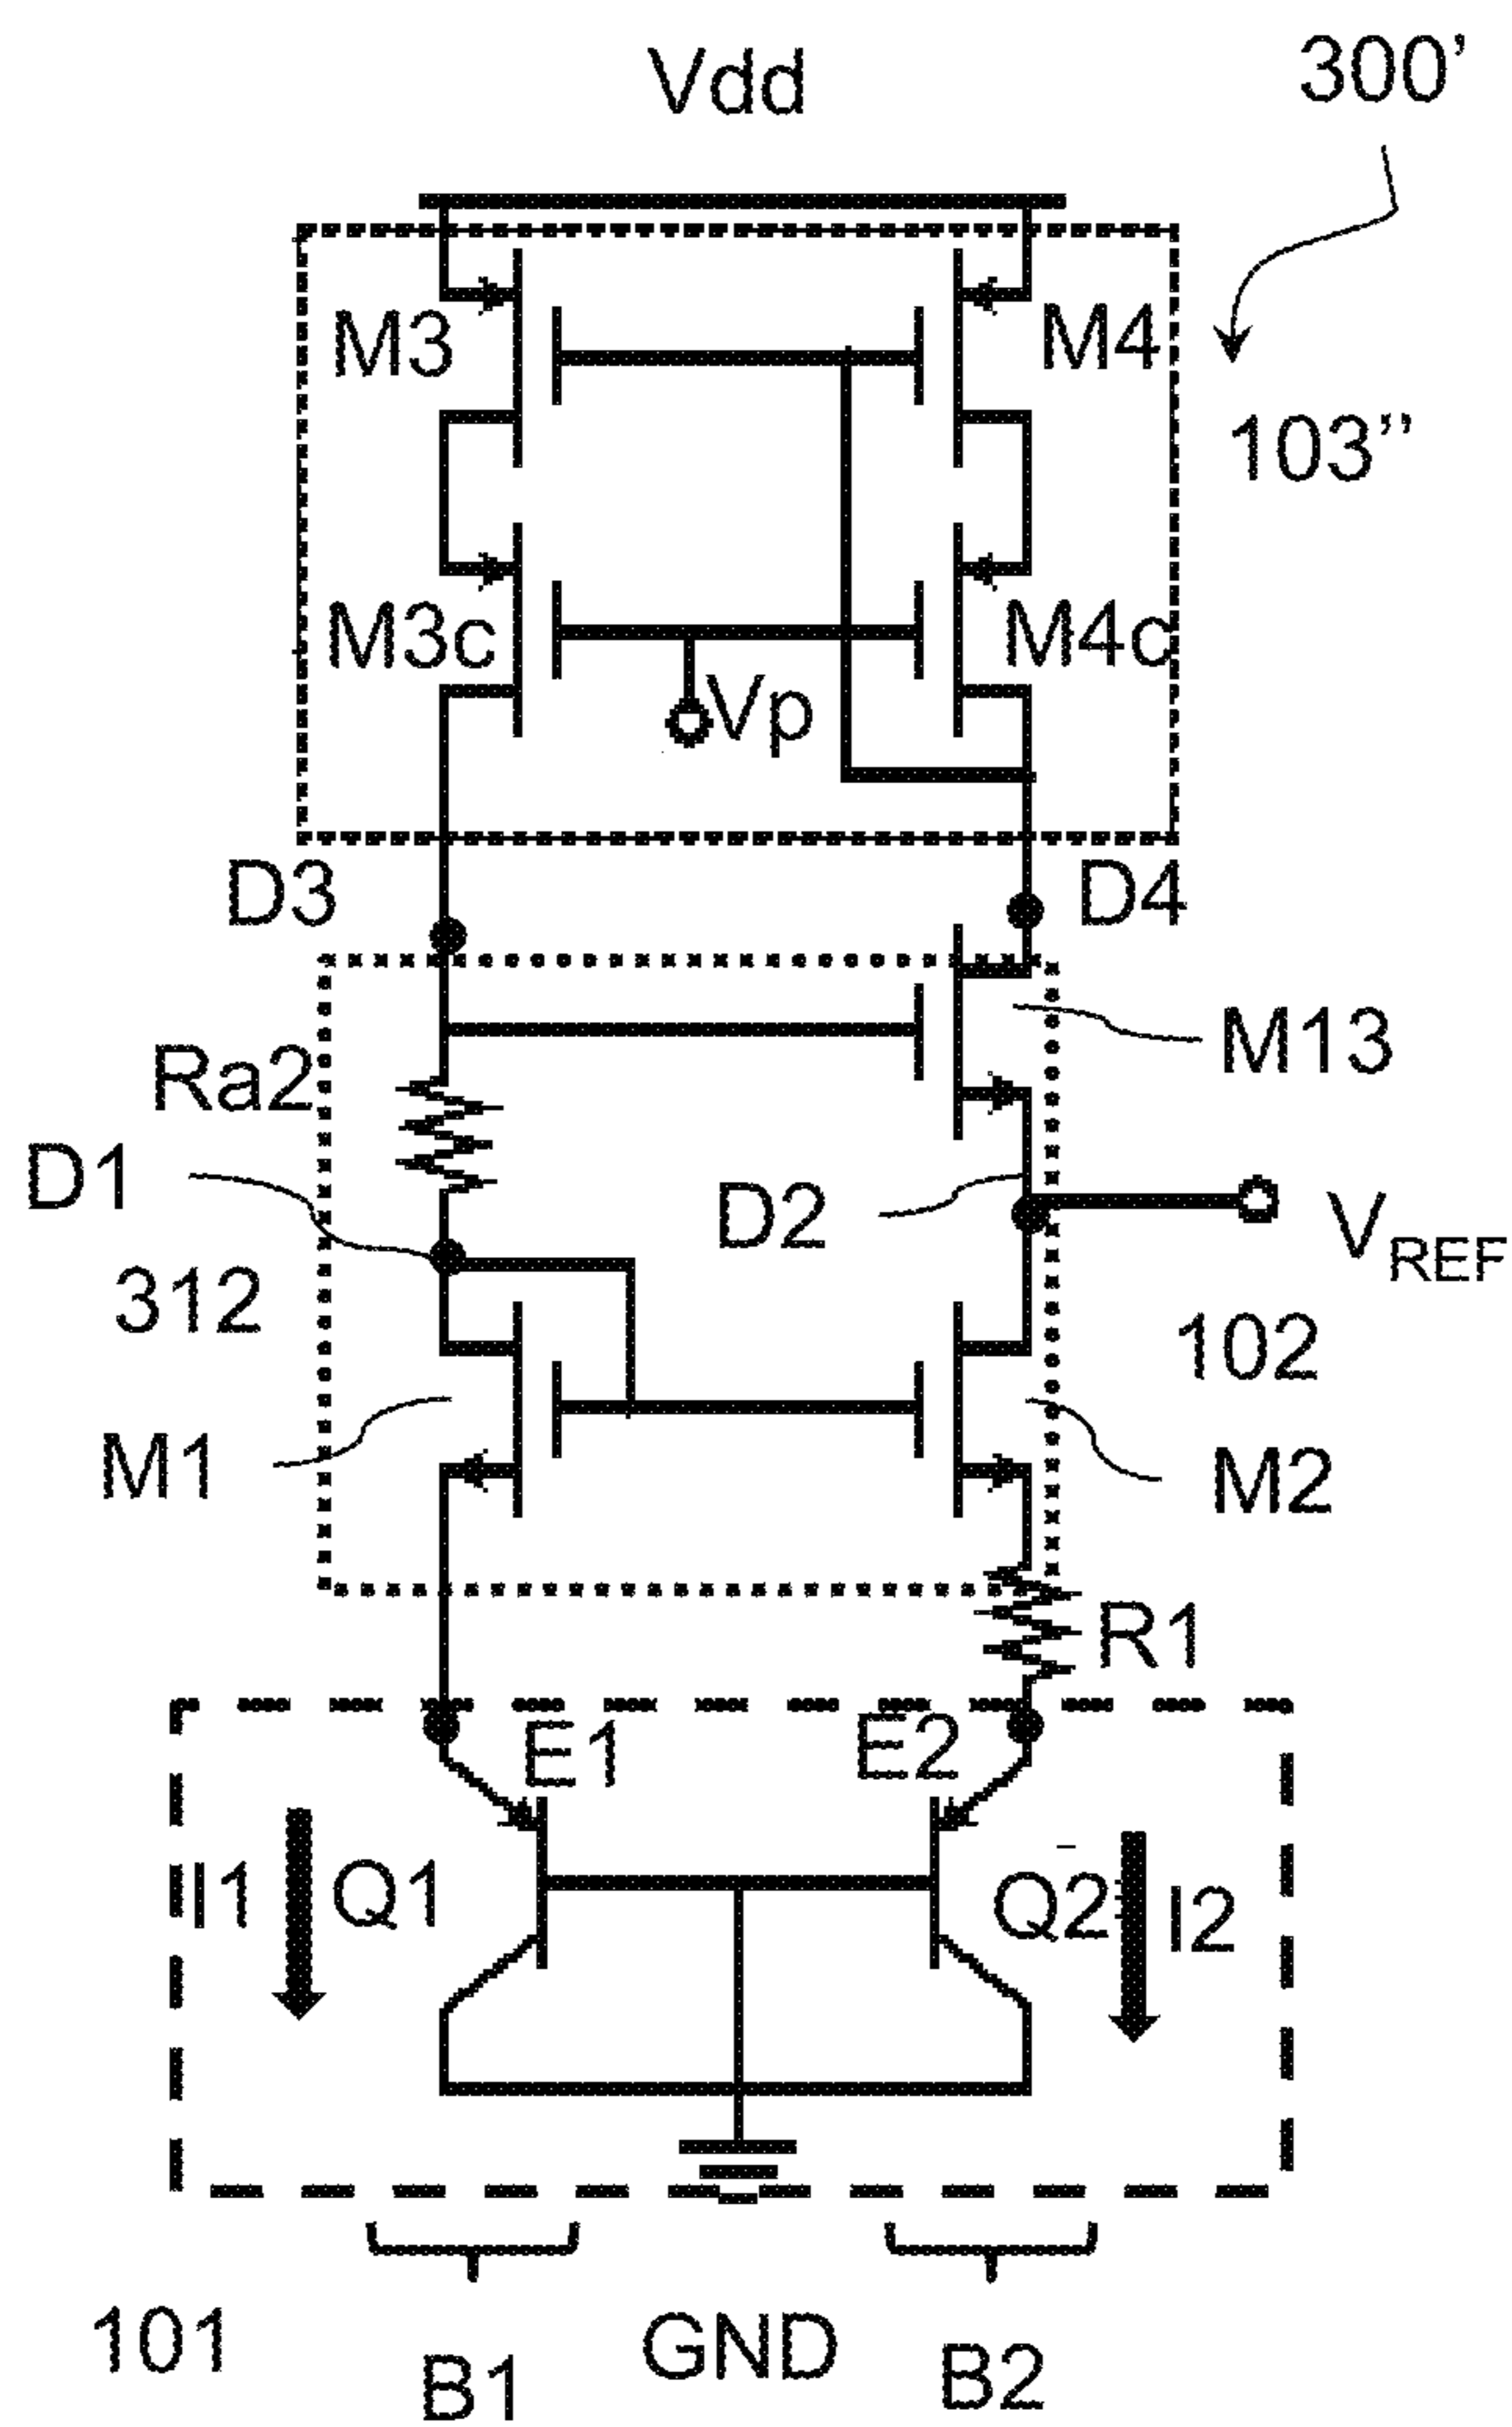 Vdd
300'
M3
M4
103''
M3c
M4c
Vp
D3
D4
M13
Ra2
D1
D2
VREF
312
102
M1
M2
R1
E1
E2
I1
Q1
Q2
I2
101
B1
GND
B2